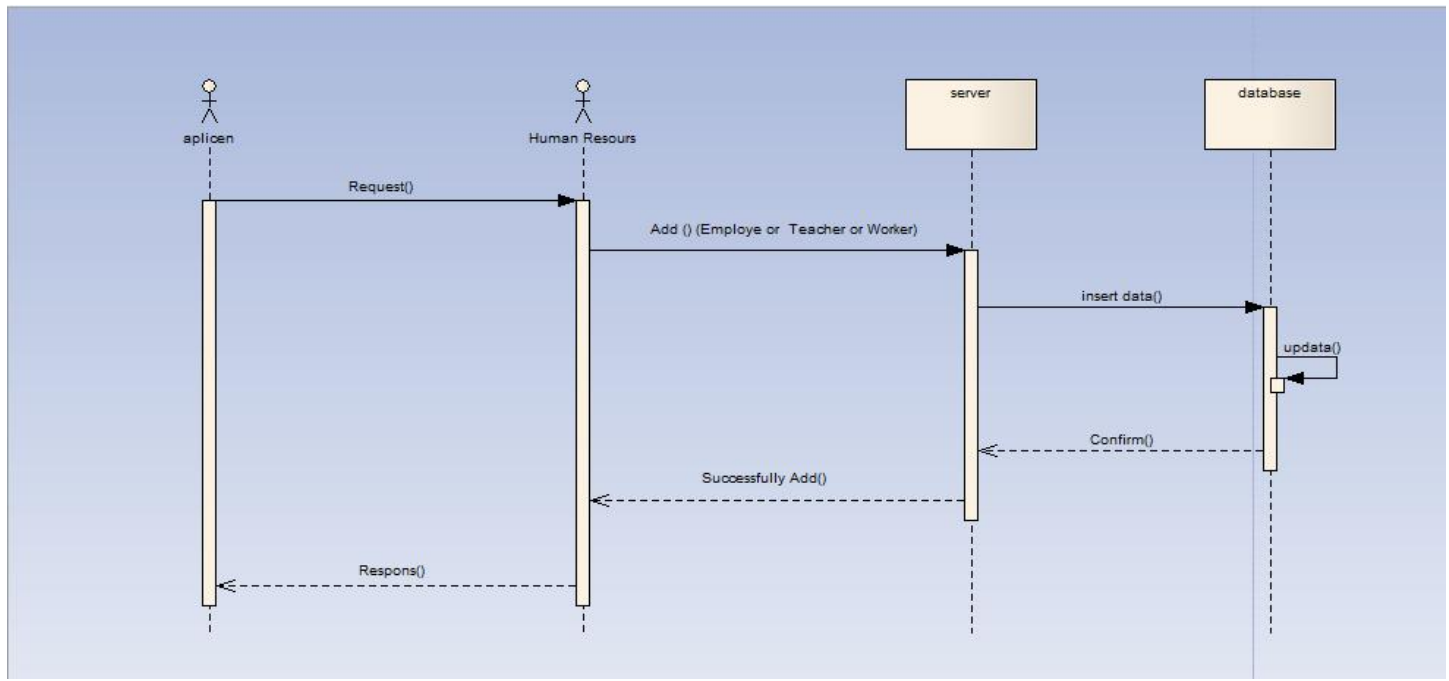 aplicen
Human Resours
server
database
Request()
Add () (Employe or  Teacher or Worker)
insert data()
updata()
Confirm()
Successfully Add()
Respons()